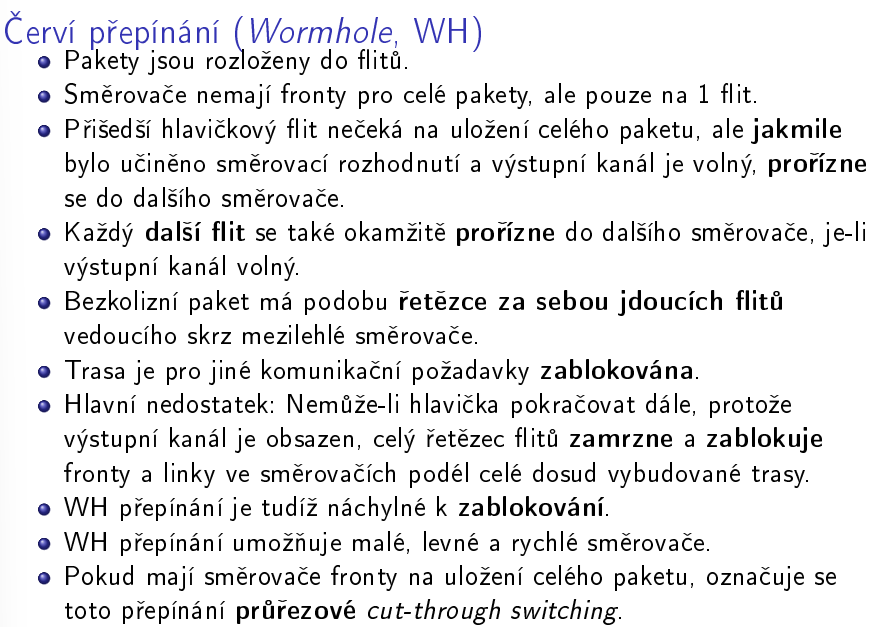 Červí přepínání (Wormhole, WH)
Pakety jsou rozloženy do flitů.
Směrovače nemají fronty pro celé pakety, ale pouze na 1 flit.
Přišedší hlavičkový flit nečeká na uložení celého paketu, ale jakmile
bylo učiněno směrovací rozhodnutí a výstupní kanál je volný, prořízne
se do dalšího směrovače.
Každý další flit se také okamžitě prořízne do dalšího směrovače, je-li
výstupní kanál volný.
Bezkolizní paket má podobu řetězce za sebou jdoucích flitů
vedoucího skrz mezilehlé směrovače.
Trasa je pro jiné komunikační požadavky zablokována.
Hlavní nedostatek: Nemůže-li hlavička pokračovat dále, protože
výstupní kanál je obsazen, celý řetězec flitů zamrzne a zablokuje
fronty a linky ve směrovačích podél celé dosud vybudované trasy.
WH přepínání je tudíž náchylné k zablokování.
WH přepínání umožňuje malé, levné a rychlé směrovače.
Pokud mají směrovače fronty na uložení celého paketu, označuje se
toto přepínání průřezové cut-through switching.